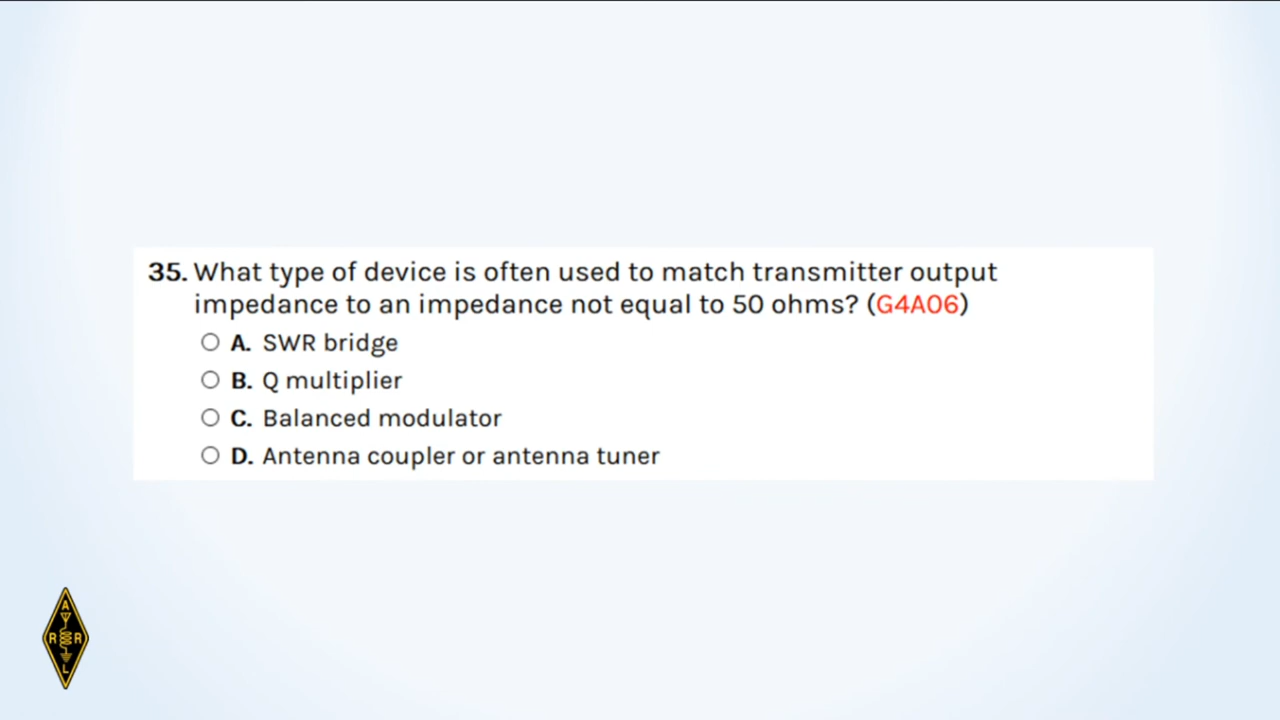 35. What type of device is often used to match transmitter output
impedance to an impedance not equal to 50 ohms? (G4A06)
A. SWR bridge
B. Q multiplier
C. Balanced modulator
D. Antenna coupler or antenna tuner
A
R R
L